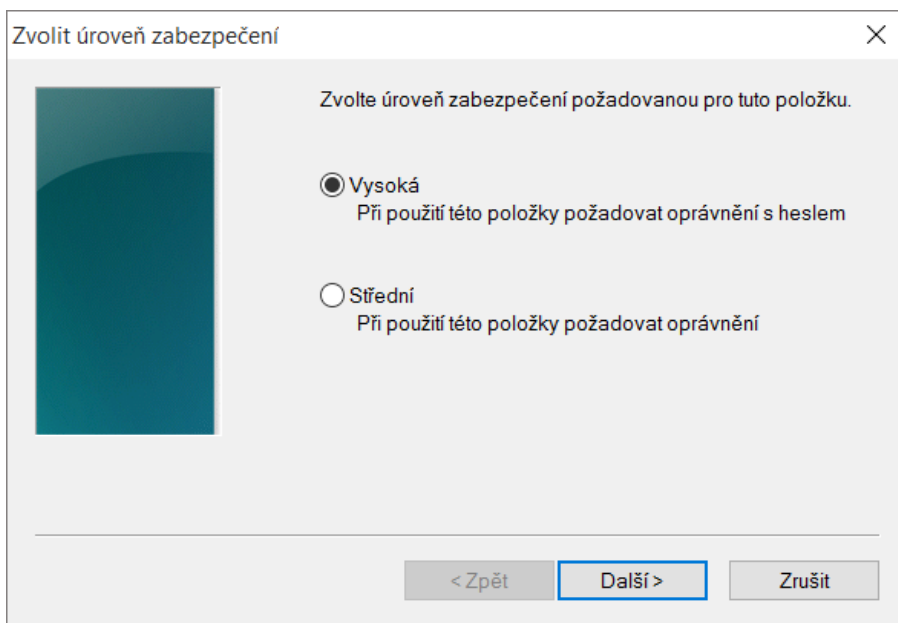 Zvolit úroveň zabezpečení
Zvolte úroveň zabezpečení požadovanou pro tuto položku.
Vysoká
Při použití této položky požadovat oprávnění s heslem
Střední
Při použití této položky požadovat oprávnění
< Zpět
Další >
Zrušit